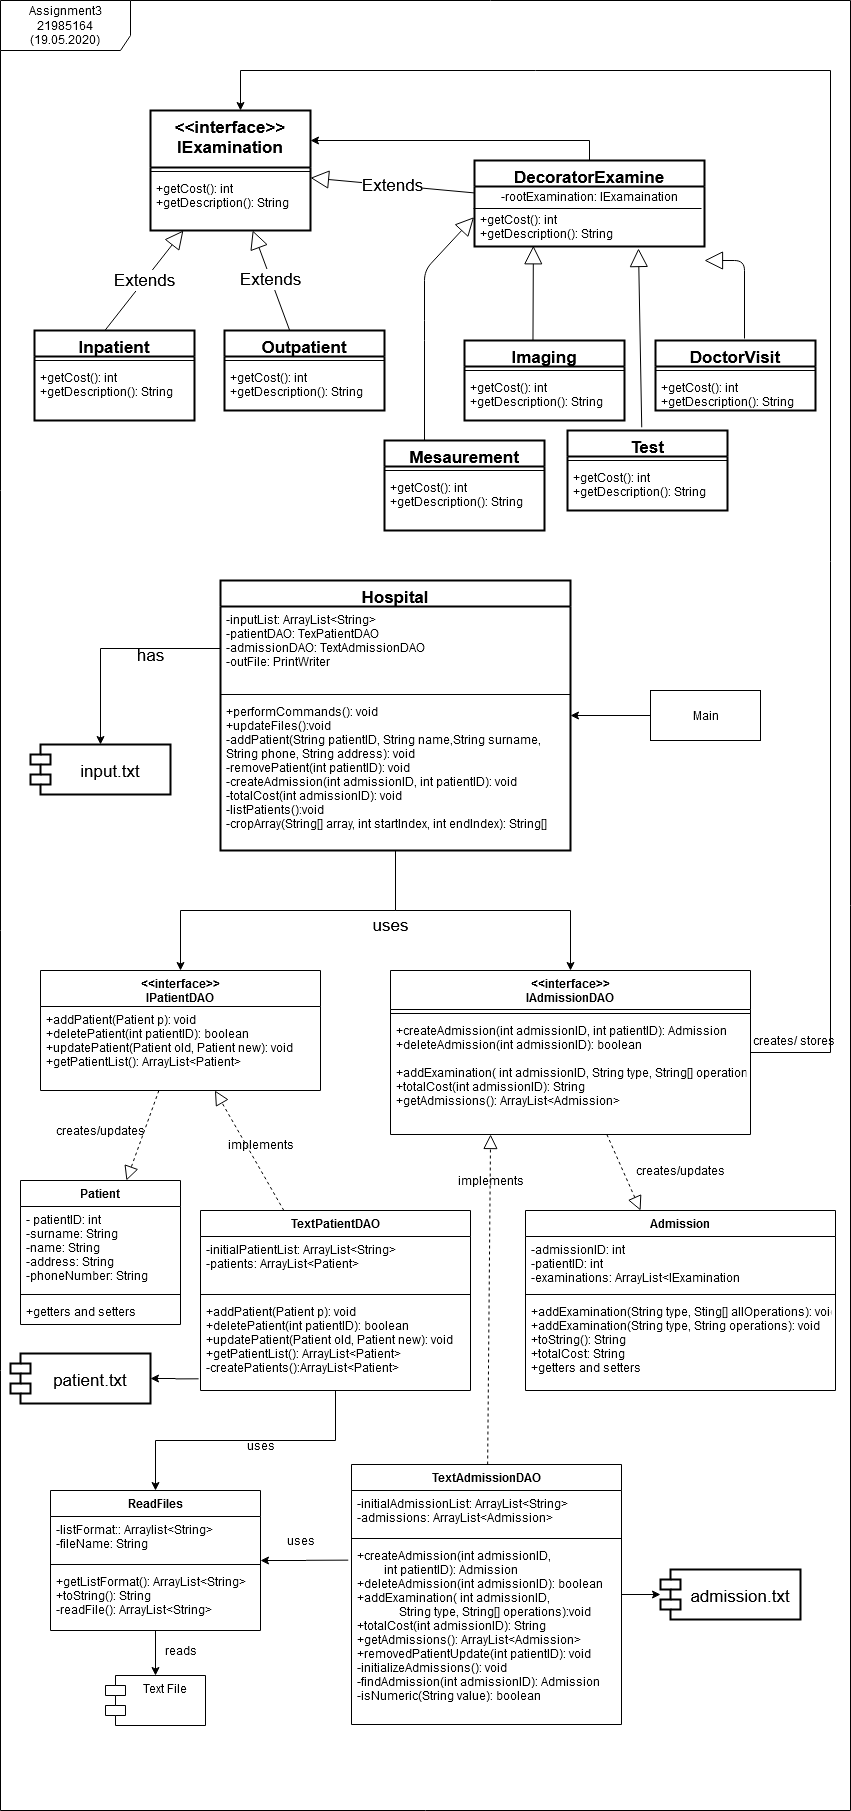 Assignment3
21985164
(19.05.2020)
<<interface>>
IExamination
+getCost(): int
+getDescription(): String
Extends
DecoratorExamine
-rootExamination: IExamaination
+getCost(): int
+getDescription(): String
Extends
Extends
Inpatient
+getCost(): int
+getDescription(): String
Outpatient
+getCost(): int
+getDescription(): String
Imaging
+getCost(): int
+getDescription(): String
DoctorVisit
+getCost(): int
+getDescription(): String
Mesaurement
+getCost(): int
+getDescription(): String
Test
+getCost(): int
+getDescription(): String
Hospital
-inputList: ArrayList<String>
-patientDAO: TexPatientDAO
-admissionDAO: TextAdmissionDAO
-outFile: PrintWriter
+performCommands(): void
+updateFiles():void
-addPatient(String patientID, String name,String surname,
String phone, String address): void
-removePatient(int patientID): void
-createAdmission(int admissionID, int patientID): void
-totalCost(int admissionID): void
-listPatients():void
-cropArray(String[] array, int startIndex, int endIndex): String[]
has
input.txt
Main
uses
<<interface>>
IPatientDAO
+addPatient(Patient p): void
+deletePatient(int patientID): boolean
+updatePatient(Patient old, Patient new): void
+getPatientList(): ArrayList<Patient>
<<interface>>
IAdmissionDAO
+createAdmission(int admissionID, int patientID): Admission
+deleteAdmission(int admissionID): boolean
+addExamination( int admissionID, String type, String[] operation
+totalCost(int admissionID): String
+getAdmissions(): ArrayList<Admission>
creates/ stores
creates/updates
implements
implements
creates/updates
Patient
- patientID: int
-surname: String
-name: String
-address: String
-phoneNumber: String
+getters and setters
TextPatientDAO
-initialPatientList: ArrayList<String>
-patients: ArrayList<Patient>
+addPatient(Patient p): void
+deletePatient(int patientID): boolean
+updatePatient(Patient old, Patient new): void
+getPatientList(): ArrayList<Patient>
-createPatients():ArrayList<Patient>
Admission
-admissionID: int
-patientID: int
-examinations: ArrayList<IExamination
+addExamination(String type, Sting[] allOperations): voi
+addExamination(String type, String operations): void
+toString(): String
+totalCost: String
+getters and setters
patient.txt
uses
ReadFiles
-listFormat:: Arraylist<String>
-fileName: String
+getListFormat(): ArrayList<String>
+toString(): String
-readFile(): ArrayList<String>
uses
TextAdmissionDAO
-initialAdmissionList: ArrayList<String>
-admissions: ArrayList<Admission>
+createAdmission(int admissionID,
int patientID): Admission
+deleteAdmission(int admissionID): boolean
+addExamination( int admissionID,
String type, String[] operations):void
+totalCost(int admissionID): String
+getAdmissions(): ArrayList<Admission>
+removedPatientUpdate(int patientID): void
-initializeAdmissions(): void
-findAdmission(int admissionID): Admission
-isNumeric(String value): boolean
admission.txt
reads
Text File